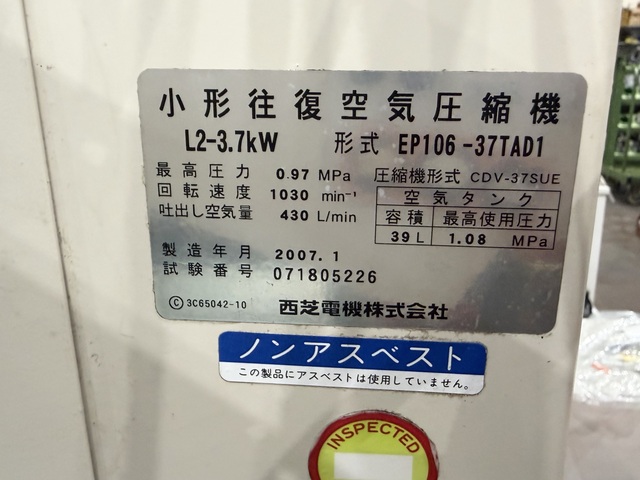 小形往復空気圧縮機
L2-3.7kW 形式 EP106-37TAD1
最高圧力 0.97 MPa 圧縮機形式 CDV-37SUE
回転速度 1030 min⁻¹ 空気タンク
吐出し空気量 430 L/min 容積 最高使用圧力
39 L 1.08 MPa
製造年月 2007.1
試験番号 071805226
Ⓒ 3C65042-10 西芝電機株式会社
ノンアスベスト
この製品にアスベストは使用していません。
INSPECTED